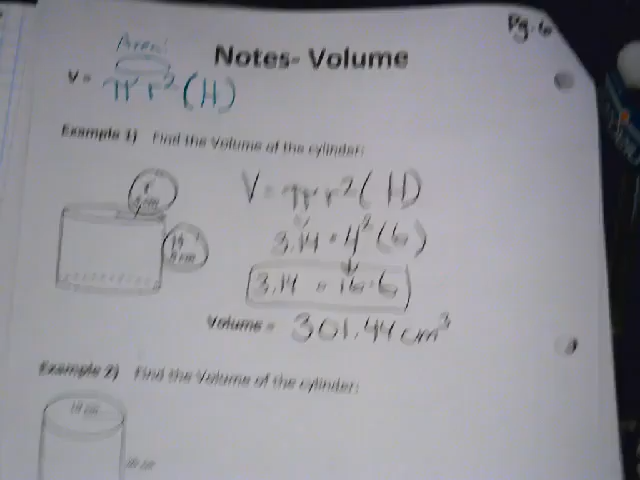 Pg. 6
Area
Notes- Volume
V = πr²(H)
Example 1) Find the Volume of the cylinder:
r
V = πr²(H)
3.14 · 4²(6)
H
3.14 · 16 · 6
Volume = 301.44 cm³
Example 2) Find the Volume of the cylinder: